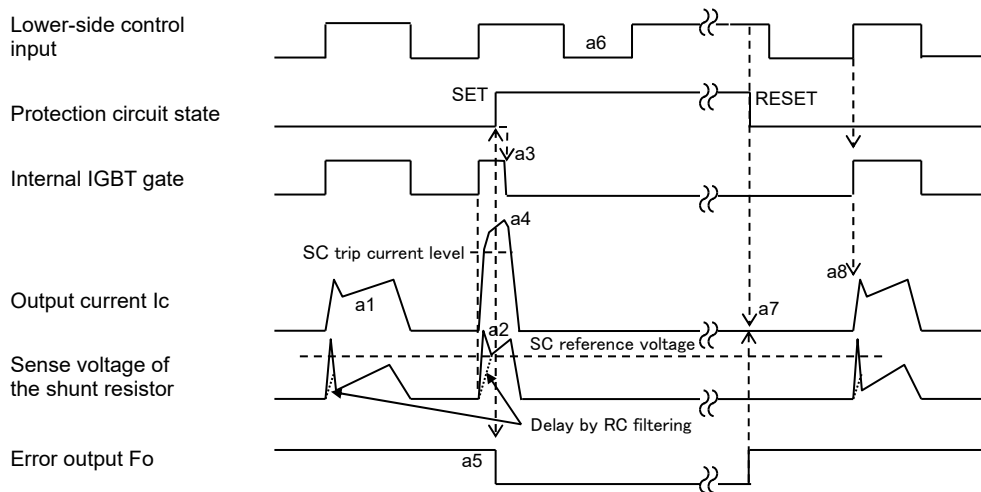 Lower-side control
input
a6
Protection circuit state
SET
RESET
a3
Internal IGBT gate
a4
SC trip current level
a8
Output current Ic
a1
a7
a2
SC reference voltage
Sense voltage of
the shunt resistor
Delay by RC filtering
Error output Fo
a5